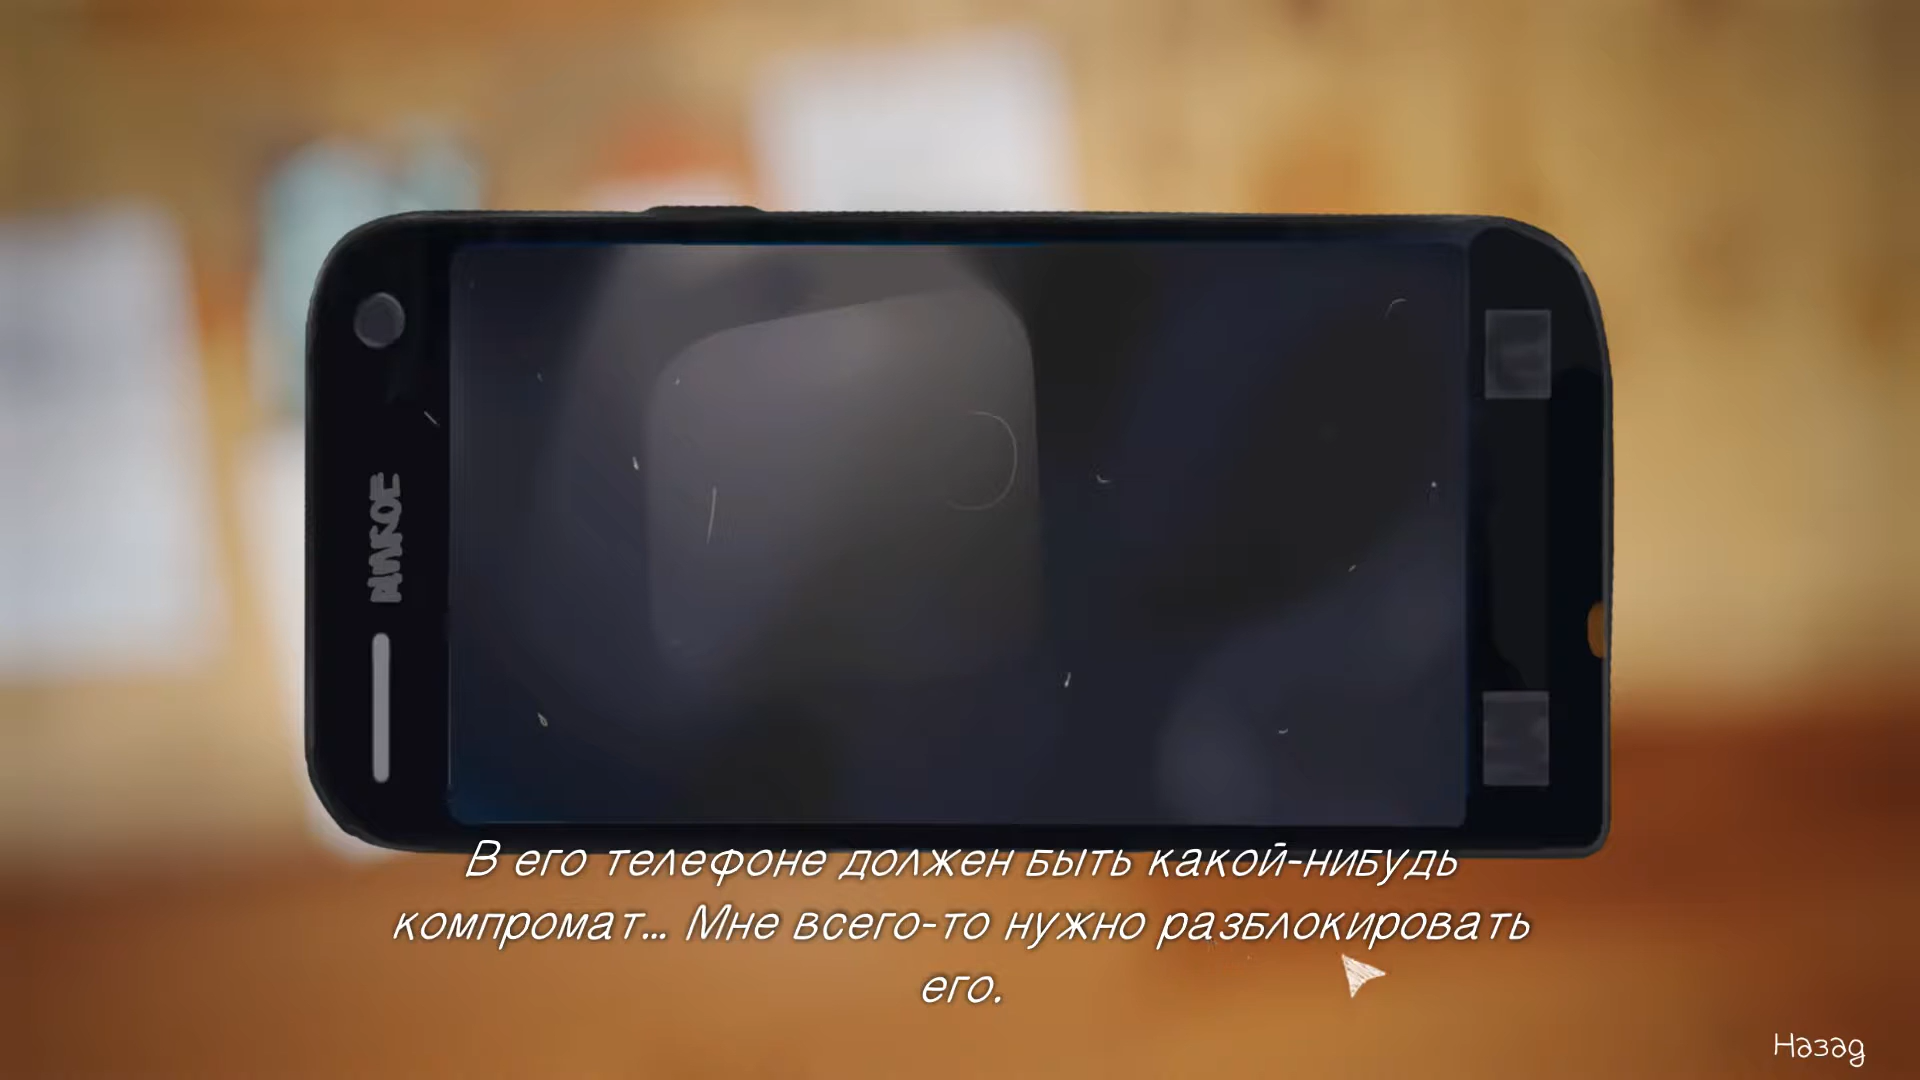 В его телефоне должен быть какой-нибудь
компромат... Мне всего-то нужно разблокировать
его.
Назад